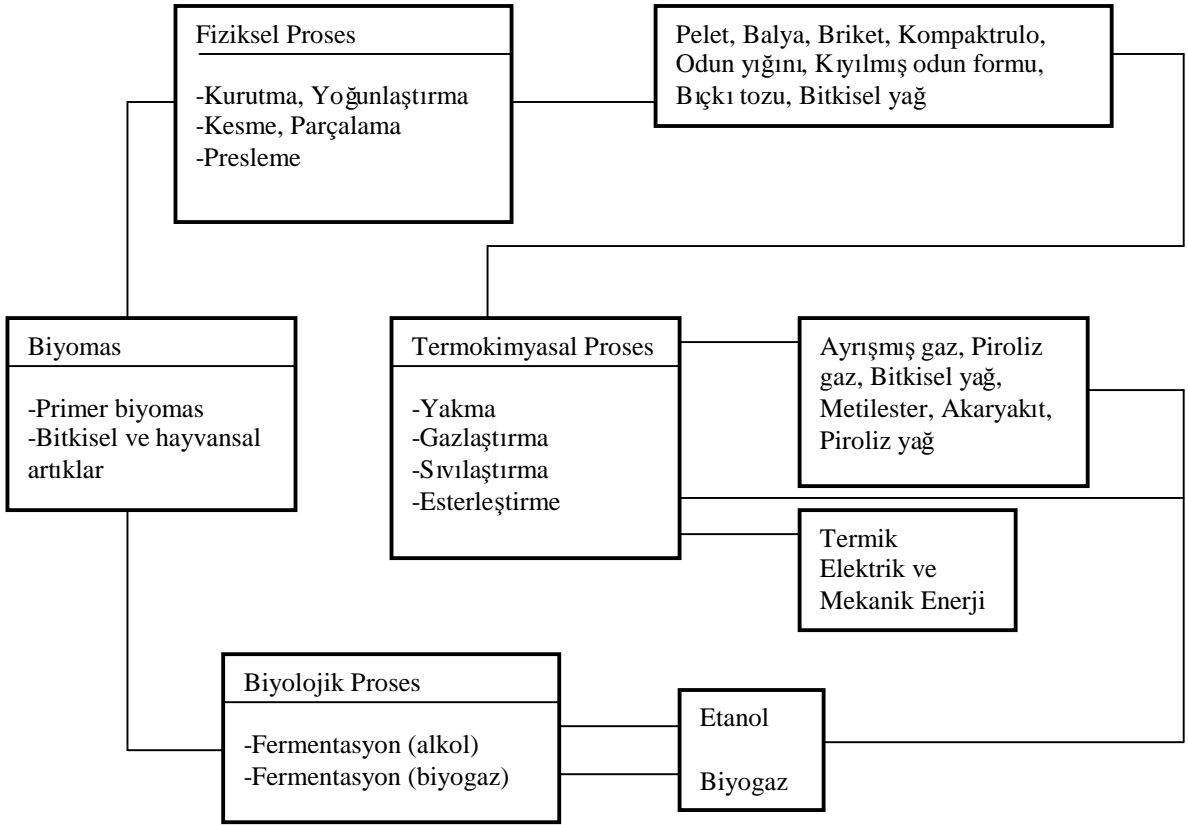 Fiziksel Proses
-Kurutma, Yoğunlaştırma
-Kesme, Parçalama
-Presleme
Pelet, Balya, Briket, Kompaktrulo,
Odun yığını, Kıyılmış odun formu,
Bıçkı tozu, Bitkisel yağ
Biyomas
-Primer biyomas
-Bitkisel ve hayvansal
artıklar
Termokimyasal Proses
-Yakma
-Gazlaştırma
-Sıvılaştırma
-Esterleştirme
Ayrışmış gaz, Piroliz
gaz, Bitkisel yağ,
Metilester, Akaryakıt,
Piroliz yağ
Termik
Elektrik ve
Mekanik Enerji
Biyolojik Proses
-Fermentasyon (alkol)
-Fermentasyon (biyogaz)
Etanol
Biyogaz